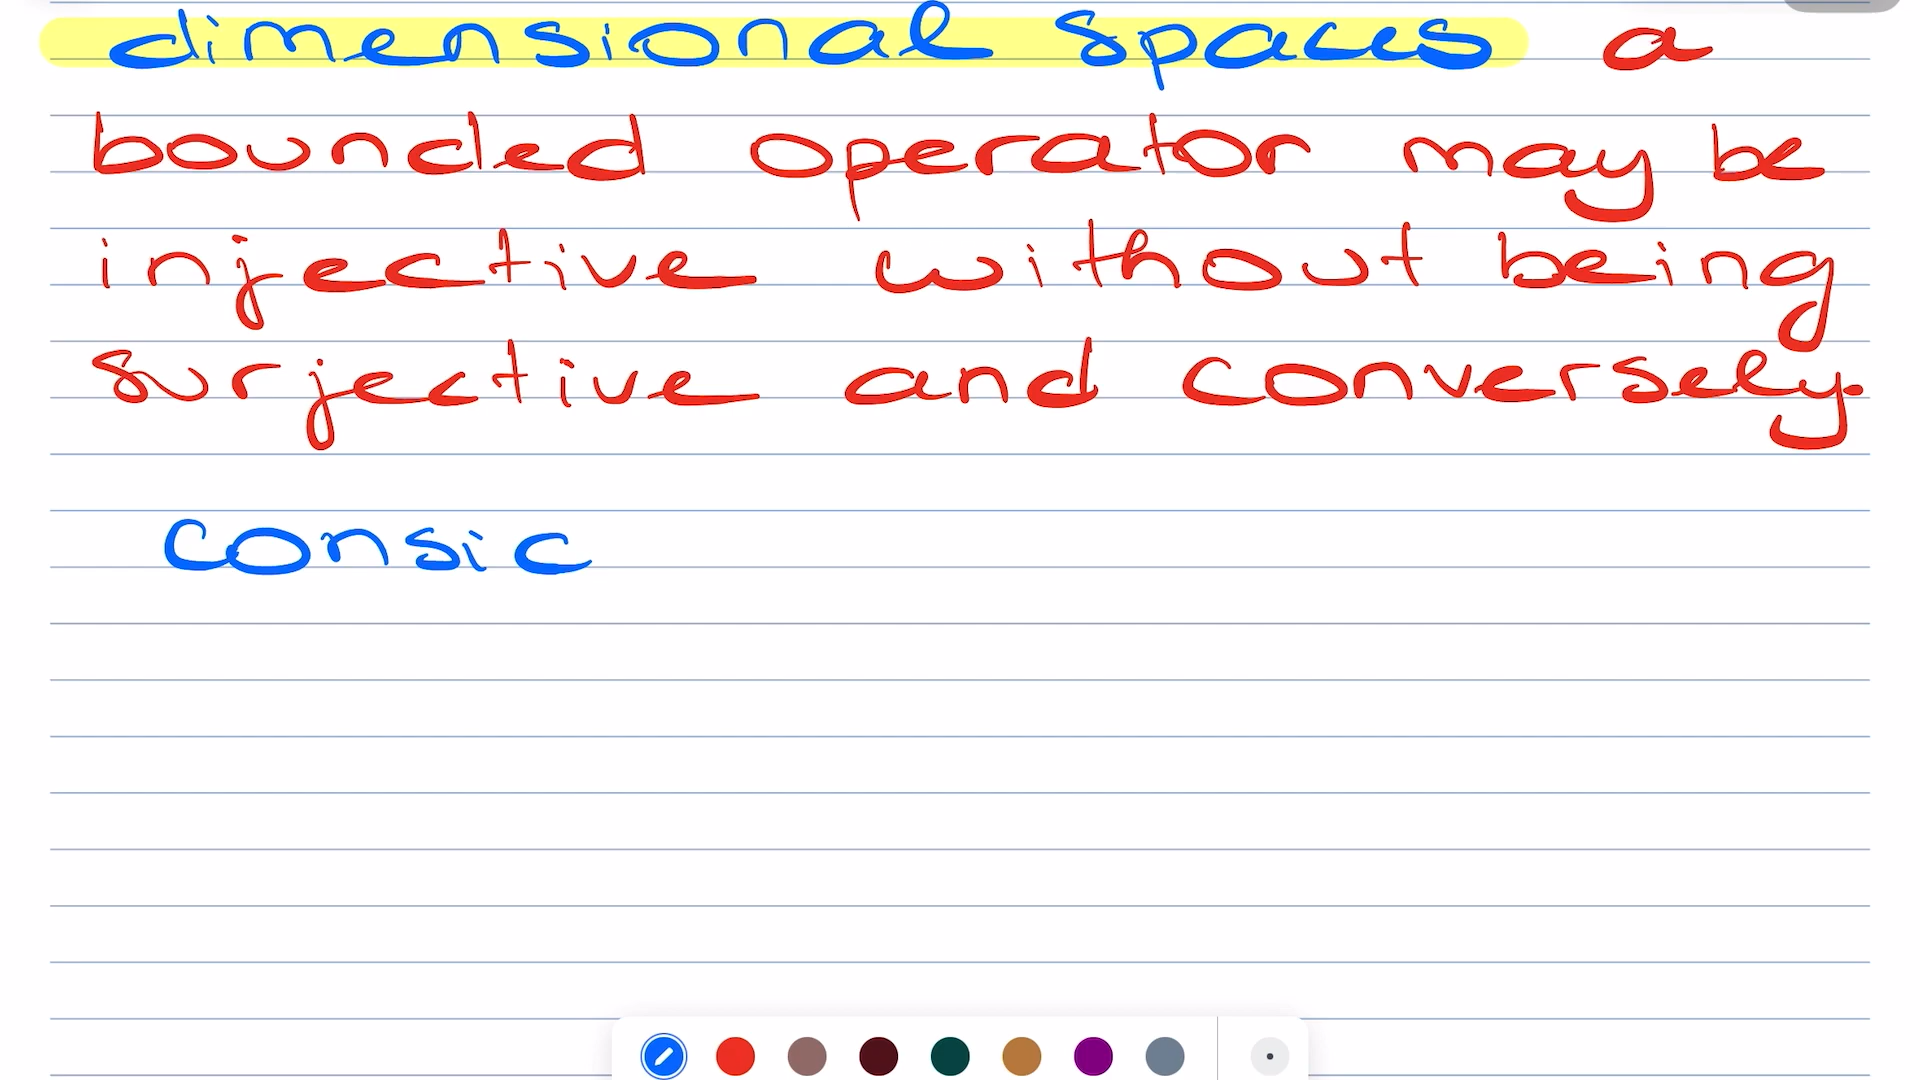 dimensional spaces a
bounded operator may be
injective without being
surjective and conversely.
consic